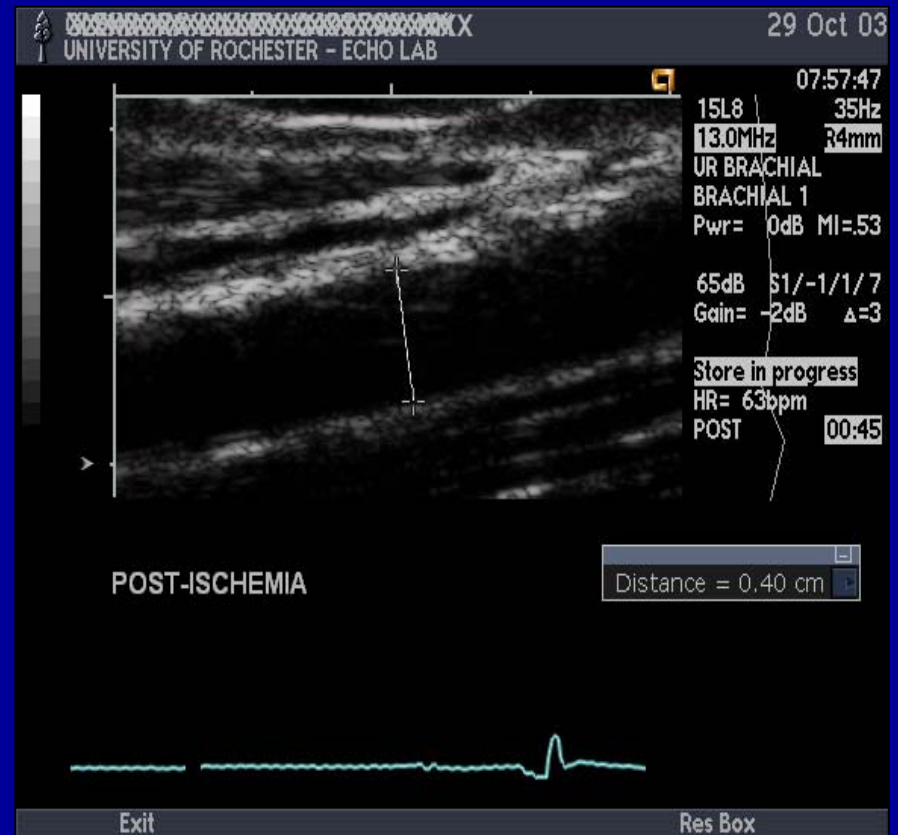 29 Oct 03
UNIVERSITY OF ROCHESTER - ECHO LAB
07:57:47
15L8 35Hz
13.0MHz R4mm
UR BRACHIAL
BRACHIAL 1
Pwr= 0dB MI=.53
65dB S1/-1/1/7
Gain= -2dB Δ=3
Store in progress
HR= 63bpm
POST 00:45
POST-ISCHEMIA
Distance = 0.40 cm
Exit Res Box